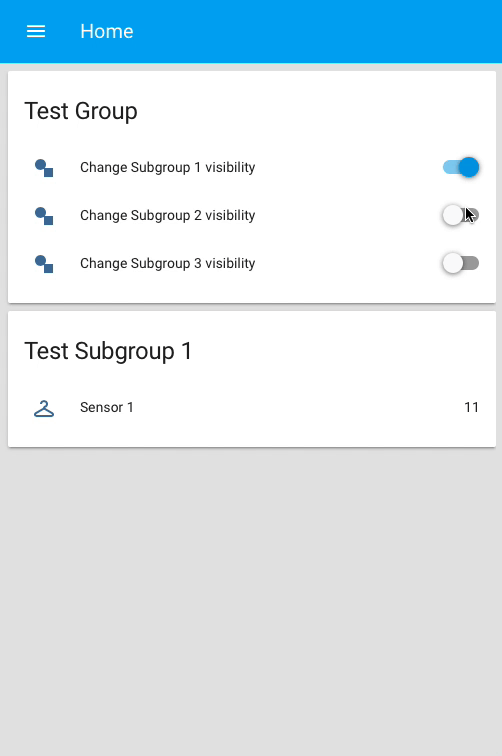 Home
Test Group
Change Subgroup 1 visibility
Change Subgroup 2 visibility
Change Subgroup 3 visibility
Test Subgroup 1
Sensor 1 11